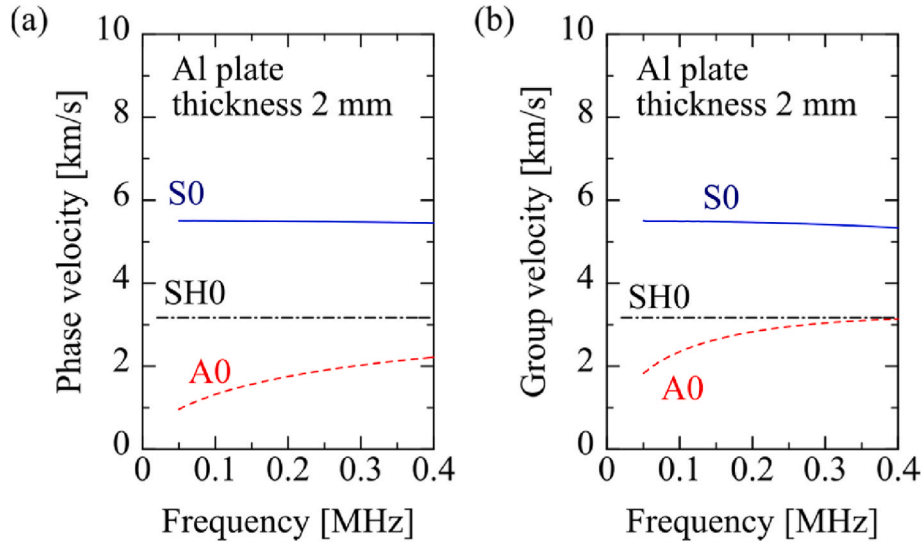 (a)
10
8
6
4
2
0
Phase velocity [km/s]
Al plate
thickness 2 mm
S0
SH0
A0
0 0.1 0.2 0.3 0.4
Frequency [MHz]
(b)
10
8
6
4
2
0
Group velocity [km/s]
Al plate
thickness 2 mm
S0
SH0
A0
0 0.1 0.2 0.3 0.4
Frequency [MHz]